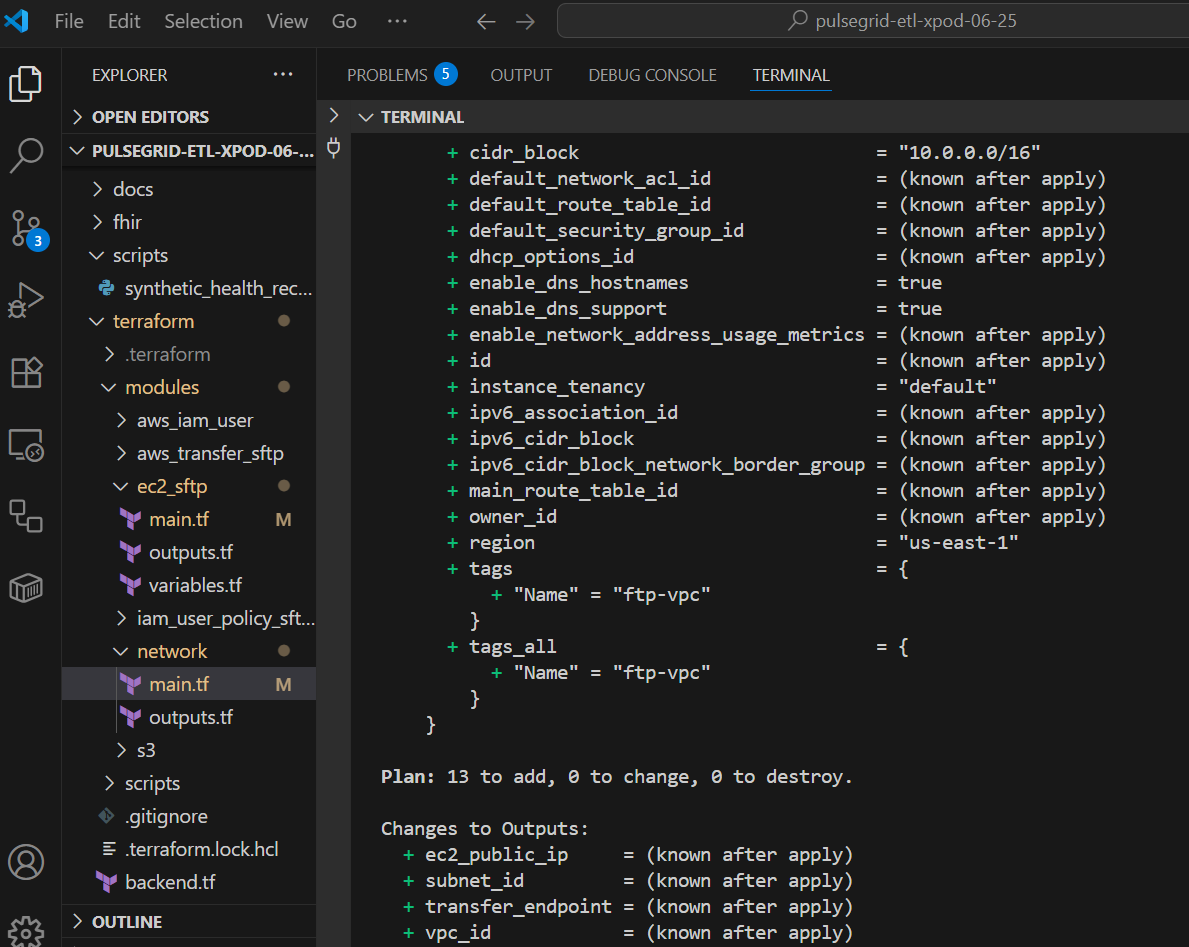 File Edit Selection View Go ··· ← → pulsegrid-etl-xpod-06-25
EXPLORER ···
OPEN EDITORS
PULSEGRID-ETL-XPOD-06-...
docs
fhir
scripts
synthetic_health_rec...
terraform
.terraform
modules
aws_iam_user
aws_transfer_sftp
ec2_sftp
main.tf M
outputs.tf
variables.tf
iam_user_policy_sft...
network
main.tf M
outputs.tf
s3
scripts
.gitignore
.terraform.lock.hcl
backend.tf
OUTLINE
3
PROBLEMS 5 OUTPUT DEBUG CONSOLE TERMINAL
TERMINAL
+ cidr_block = "10.0.0.0/16"
+ default_network_acl_id = (known after apply)
+ default_route_table_id = (known after apply)
+ default_security_group_id = (known after apply)
+ dhcp_options_id = (known after apply)
+ enable_dns_hostnames = true
+ enable_dns_support = true
+ enable_network_address_usage_metrics = (known after apply)
+ id = (known after apply)
+ instance_tenancy = "default"
+ ipv6_association_id = (known after apply)
+ ipv6_cidr_block = (known after apply)
+ ipv6_cidr_block_network_border_group = (known after apply)
+ main_route_table_id = (known after apply)
+ owner_id = (known after apply)
+ region = "us-east-1"
+ tags = {
+ "Name" = "ftp-vpc"
}
+ tags_all = {
+ "Name" = "ftp-vpc"
}
}
Plan: 13 to add, 0 to change, 0 to destroy.
Changes to Outputs:
+ ec2_public_ip = (known after apply)
+ subnet_id = (known after apply)
+ transfer_endpoint = (known after apply)
+ vpc_id = (known after apply)